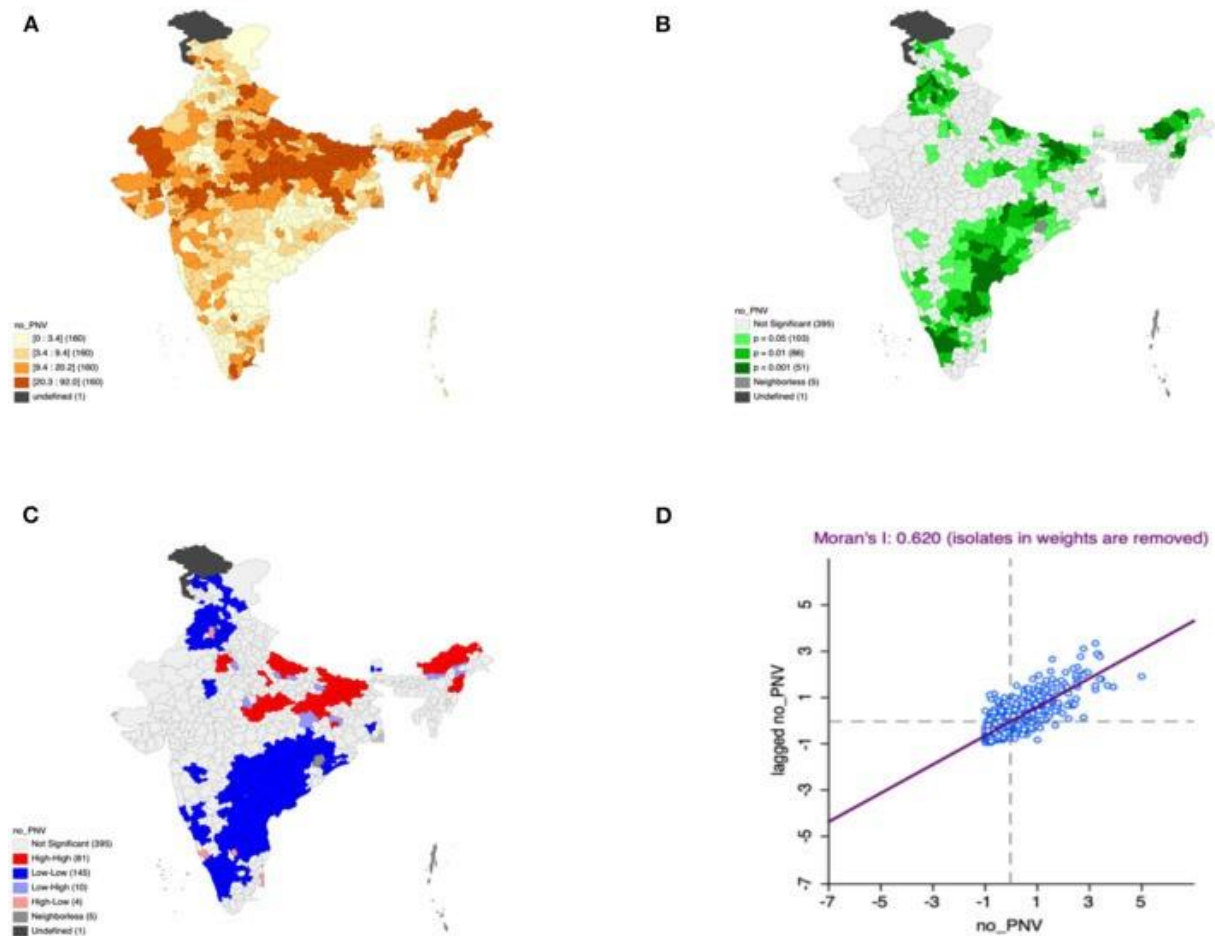 A
no_PNV
[0 : 3.4] (160)
[3.4 : 9.4] (160)
[9.4 : 20.2] (160)
[20.3 : 92.0] (160)
undefined (1)
B
no_PNV
Not Significant (395)
p = 0.05 (103)
p = 0.01 (86)
p = 0.001 (51)
Neighborless (5)
Undefined (1)
C
no_PNV
Not Significant (395)
High-High (81)
Low-Low (145)
Low-High (10)
High-Low (4)
Neighborless (5)
Undefined (1)
D
Moran's I: 0.620 (isolates in weights are removed)
lagged no_PNV
5
3
1
-1
-3
-5
-7
-7 -5 -3 -1 1 3 5
no_PNV